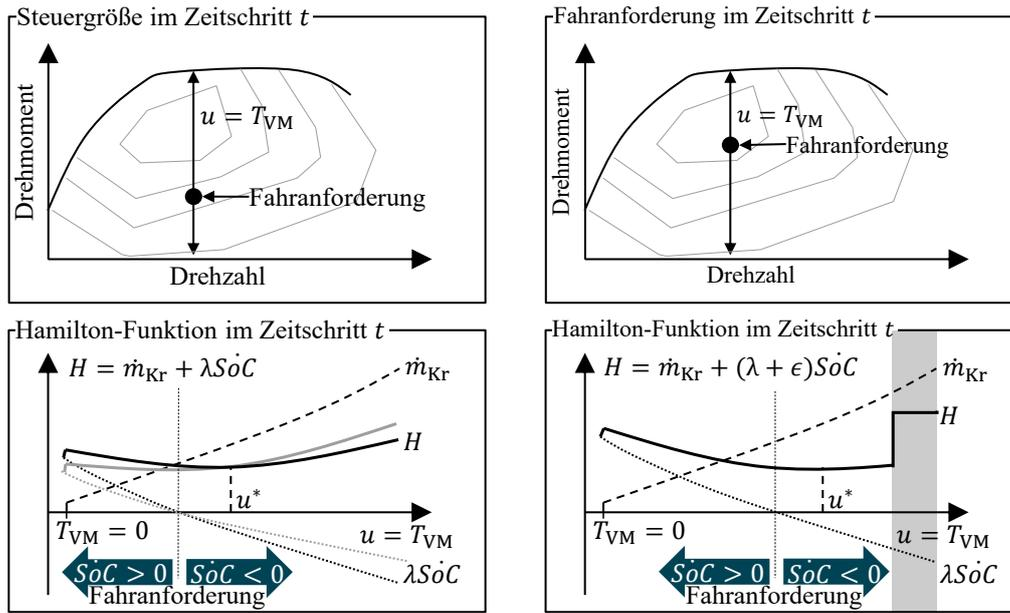 Steuergröße im Zeitschritt t
Drehmoment
u = T_VM
Fahranforderung
Drehzahl
Fahranforderung im Zeitschritt t
Drehmoment
u = T_VM
Fahranforderung
Drehzahl
Hamilton-Funktion im Zeitschritt t
H = ṁ_Kr + λSȯC
ṁ_Kr
H
u*
T_VM = 0
u = T_VM
SȯC > 0
SȯC < 0
λSȯC
Fahranforderung
Hamilton-Funktion im Zeitschritt t
H = ṁ_Kr + (λ + ϵ)SȯC
ṁ_Kr
H
u*
T_VM = 0
u = T_VM
SȯC > 0
SȯC < 0
λSȯC
Fahranforderung